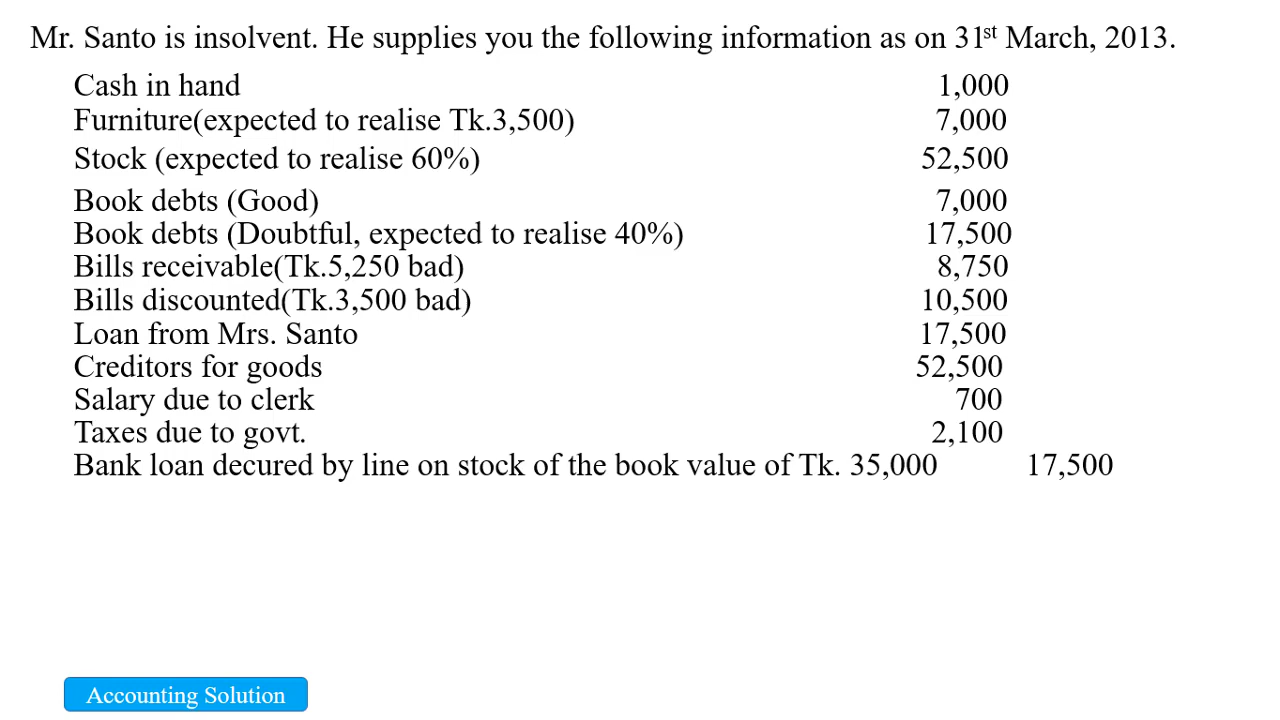 Mr. Santo is insolvent. He supplies you the following information as on 31st March, 2013.
Cash in hand 1,000
Furniture(expected to realise Tk.3,500) 7,000
Stock (expected to realise 60%) 52,500
Book debts (Good) 7,000
Book debts (Doubtful, expected to realise 40%) 17,500
Bills receivable(Tk.5,250 bad) 8,750
Bills discounted(Tk.3,500 bad) 10,500
Loan from Mrs. Santo 17,500
Creditors for goods 52,500
Salary due to clerk 700
Taxes due to govt. 2,100
Bank loan decured by line on stock of the book value of Tk. 35,000 17,500
Accounting Solution